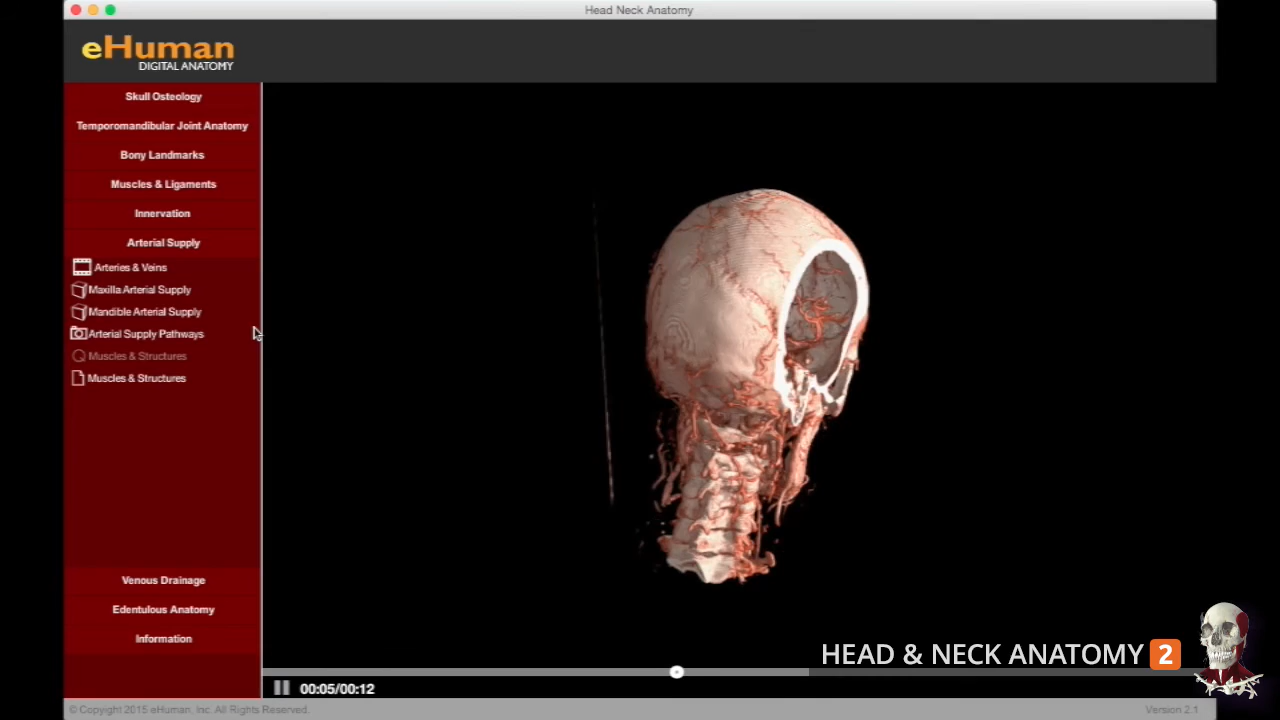 Head Neck Anatomy
eHuman
DIGITAL ANATOMY
Skull Osteology
Temporomandibular Joint Anatomy
Bony Landmarks
Muscles & Ligaments
Innervation
Arterial Supply
Arteries & Veins
Maxilla Arterial Supply
Mandible Arterial Supply
Arterial Supply Pathways
Muscles & Structures
Muscles & Structures
Venous Drainage
Edentulous Anatomy
Information
HEAD & NECK ANATOMY 2
00:05/00:12
© Copyright 2015 eHuman, Inc. All Rights Reserved.
Version 2.1